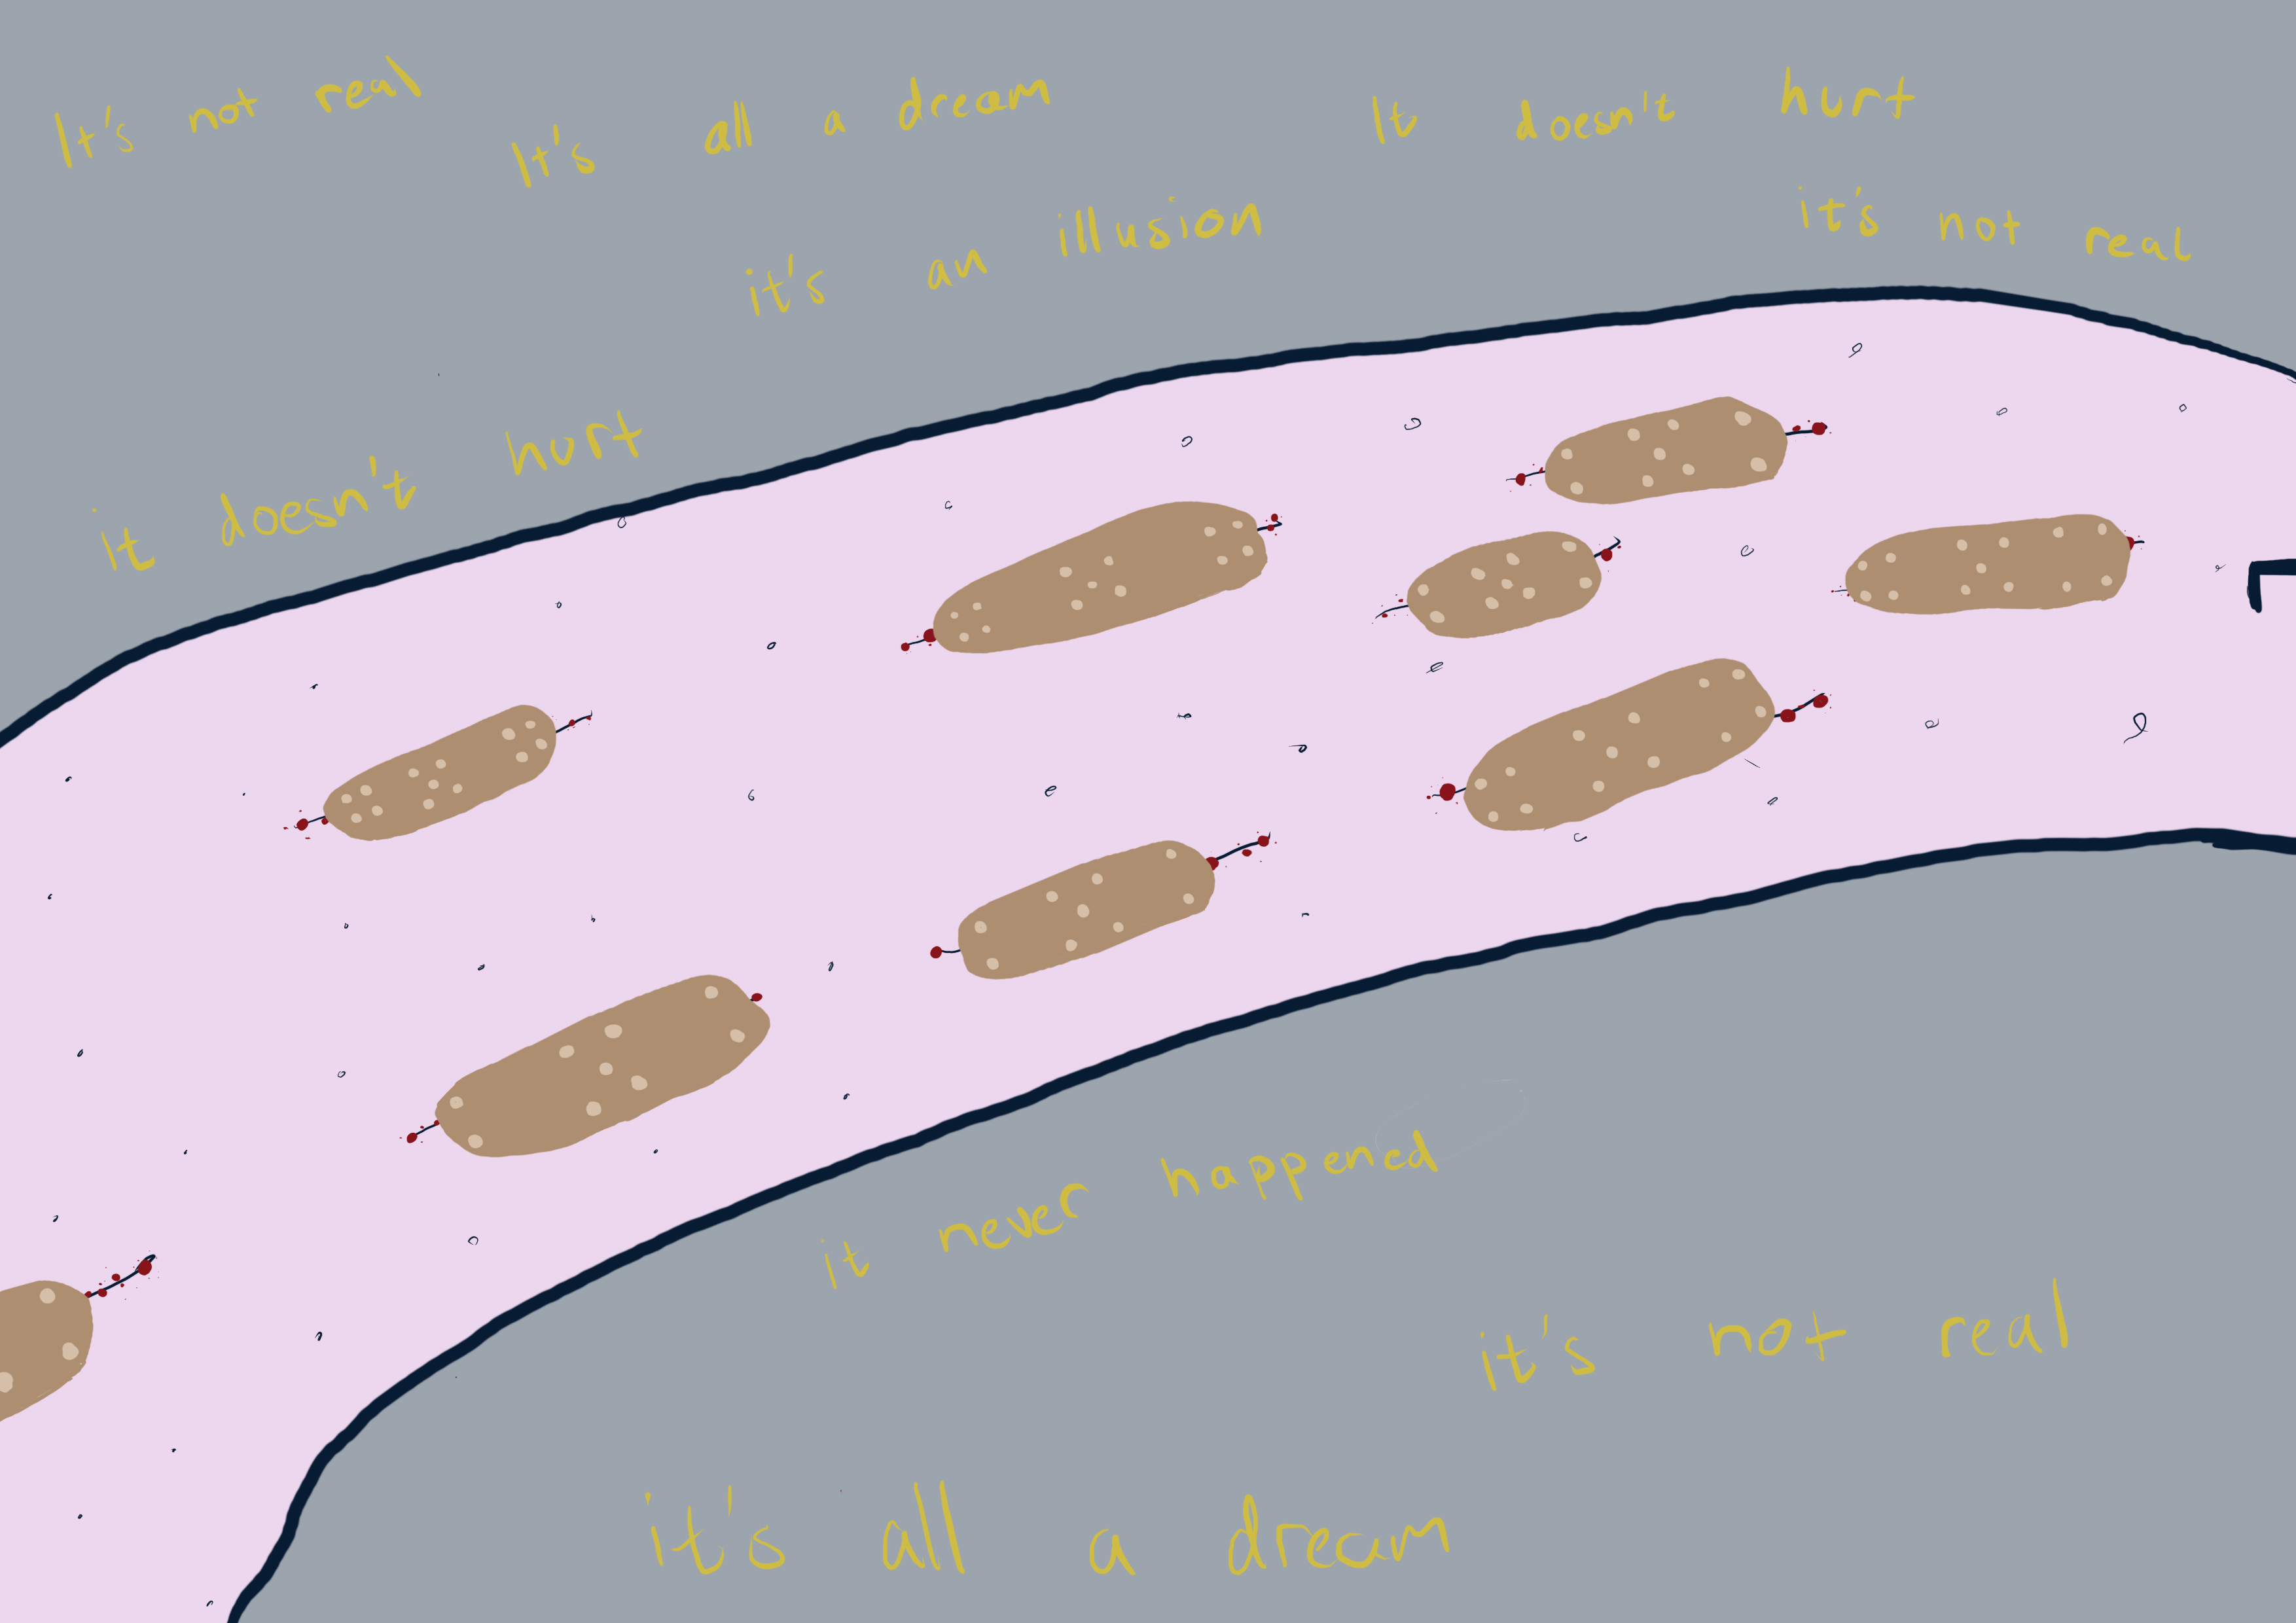 It's not real
It's all a dream
It doesn't hurt
it's an illusion
it's not real
it doesn't hurt
it never happened
it's not real
it's all a dream